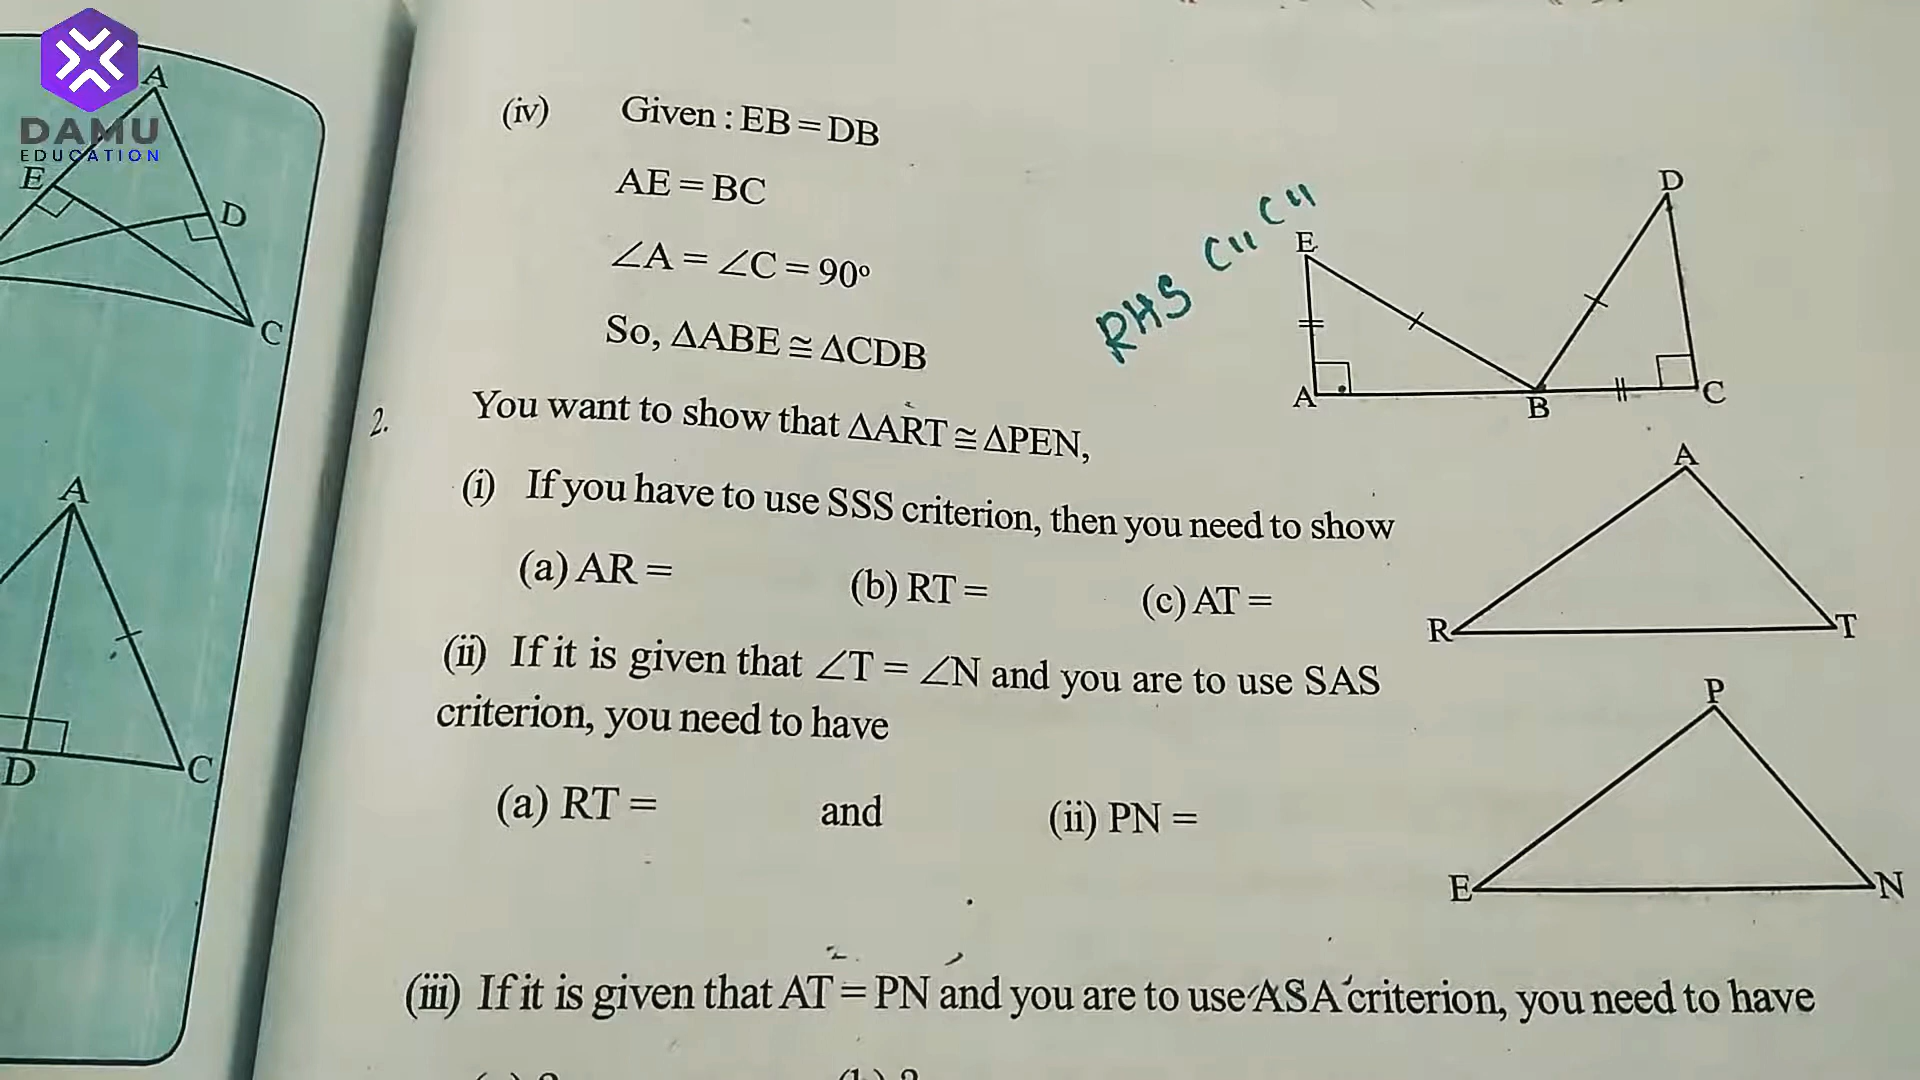 DAMU
EDUCATION
A
E
D
C
A
D
C
(iv) Given : EB = DB
AE = BC
∠A = ∠C = 90°
So, ΔABE ≅ ΔCDB
RHS
E
D
A
B
C
2. You want to show that ΔART ≅ ΔPEN,
(i) If you have to use SSS criterion, then you need to show
(a) AR =
(b) RT =
(c) AT =
A
R
T
(ii) If it is given that ∠T = ∠N and you are to use SAS
criterion, you need to have
(a) RT = and (ii) PN =
P
E
N
(iii) If it is given that AT = PN and you are to use ASA criterion, you need to have